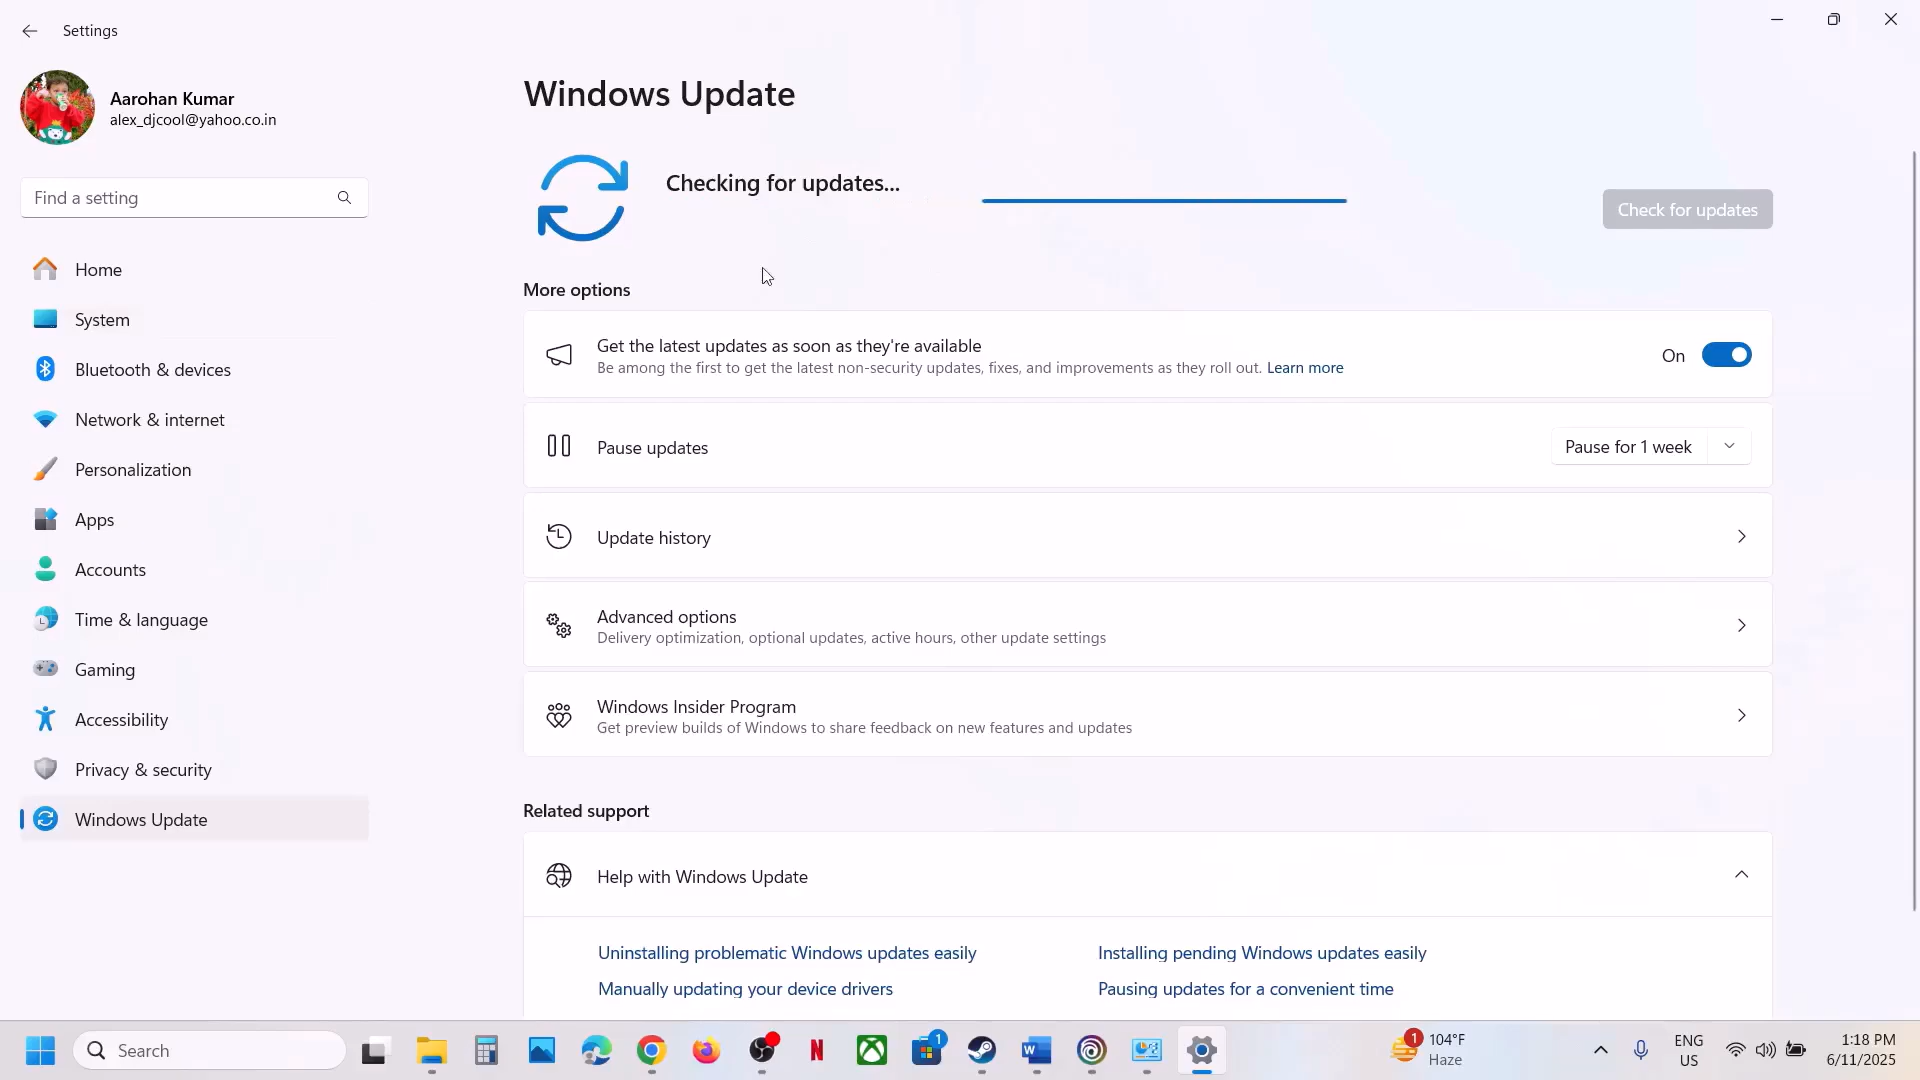 Settings
Aarohan Kumar
alex_djcool@yahoo.co.in
Find a setting
Home
System
Bluetooth & devices
Network & internet
Personalization
Apps
Accounts
Time & language
Gaming
Accessibility
Privacy & security
Windows Update
Windows Update
Checking for updates...
Check for updates
More options
Get the latest updates as soon as they're available
Be among the first to get the latest non-security updates, fixes, and improvements as they roll out. Learn more
On
Pause updates
Pause for 1 week
Update history
Advanced options
Delivery optimization, optional updates, active hours, other update settings
Windows Insider Program
Get preview builds of Windows to share feedback on new features and updates
Related support
Help with Windows Update
Uninstalling problematic Windows updates easily
Installing pending Windows updates easily
Manually updating your device drivers
Pausing updates for a convenient time
Search
N
1
W
1
104°F
Haze
ENG
US
1:18 PM
6/11/2025